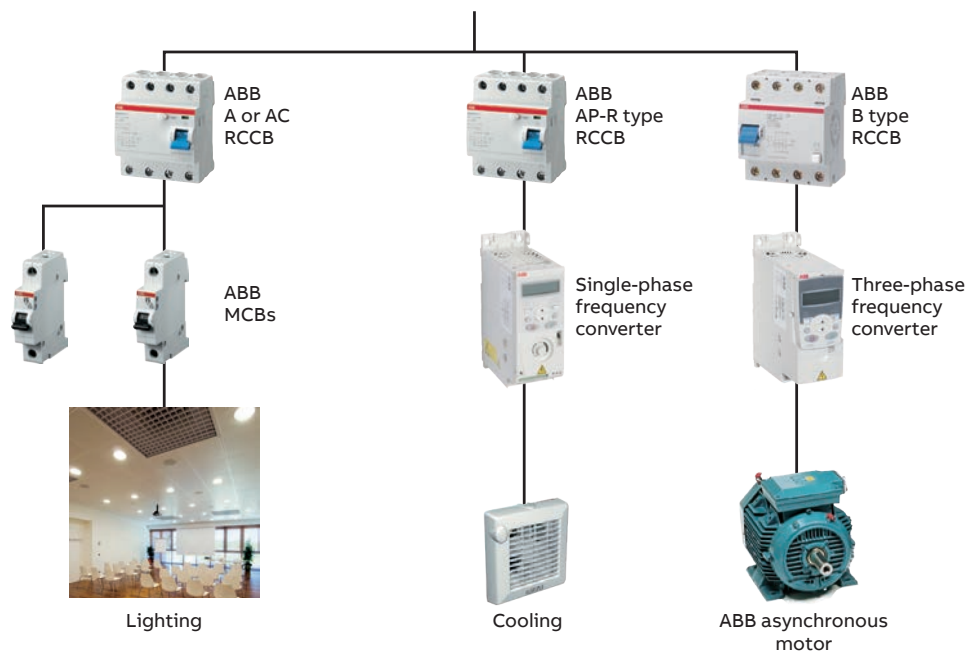 ABB
A or AC
RCCB
ABB
AP-R type
RCCB
ABB
B type
RCCB
ABB
MCBs
Single-phase
frequency
converter
Three-phase
frequency
converter
Lighting
Cooling
ABB asynchronous
motor